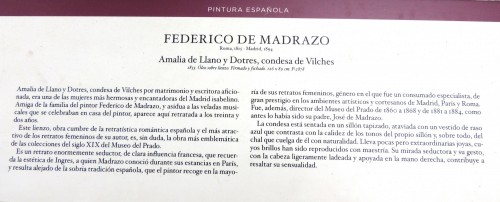 PINTURA ESPAÑOLA
FEDERICO DE MADRAZO
Roma, 1815 - Madrid, 1894
Amalia de Llano y Dotres, condesa de Vilches
1853. Óleo sobre lienzo. Firmado y fechado. 126 x 89 cm. P-2878
Amalia de Llano y Dotres, condesa de Vilches por matrimonio y escritora aficio-
nada, era una de las mujeres más hermosas y encantadoras del Madrid isabelino.
Amiga de la familia del pintor Federico de Madrazo, y asidua a las veladas musi-
cales que se celebraban en casa del pintor, aparece aquí retratada a los treinta y
dos años.
Este lienzo, obra cumbre de la retratística romántica española y el más atrac-
tivo de los retratos femeninos de su autor, es, sin duda, la obra más emblemática
de las colecciones del siglo XIX del Museo del Prado.
Es un retrato enormemente seductor, de clara influencia francesa, que recuer-
da la estética de Ingres, a quien Madrazo conoció durante sus estancias en París,
y resulta alejado de la sobria tradición española, que el pintor recoge en la mayo-
ría de sus retratos femeninos, género en el que fue un consumado especialista, de
gran prestigio en los ambientes artísticos y cortesanos de Madrid, París y Roma.
Fue, además, director del Museo del Prado de 1860 a 1868 y de 1881 a 1894, como
antes lo había sido su padre, José de Madrazo.
La condesa está sentada en un sillón tapizado, ataviada con un vestido de raso
azul que contrasta con la calidez de los tonos del propio sillón y, sobre todo, del
chal que cuelga de él con naturalidad. Lleva pocas pero extraordinarias joyas, cu-
yos brillos han sido reproducidos con maestría. Su mirada seductora y su gesto,
con la cabeza ligeramente ladeada y apoyada en la mano derecha, contribuye a
resaltar su sensualidad.